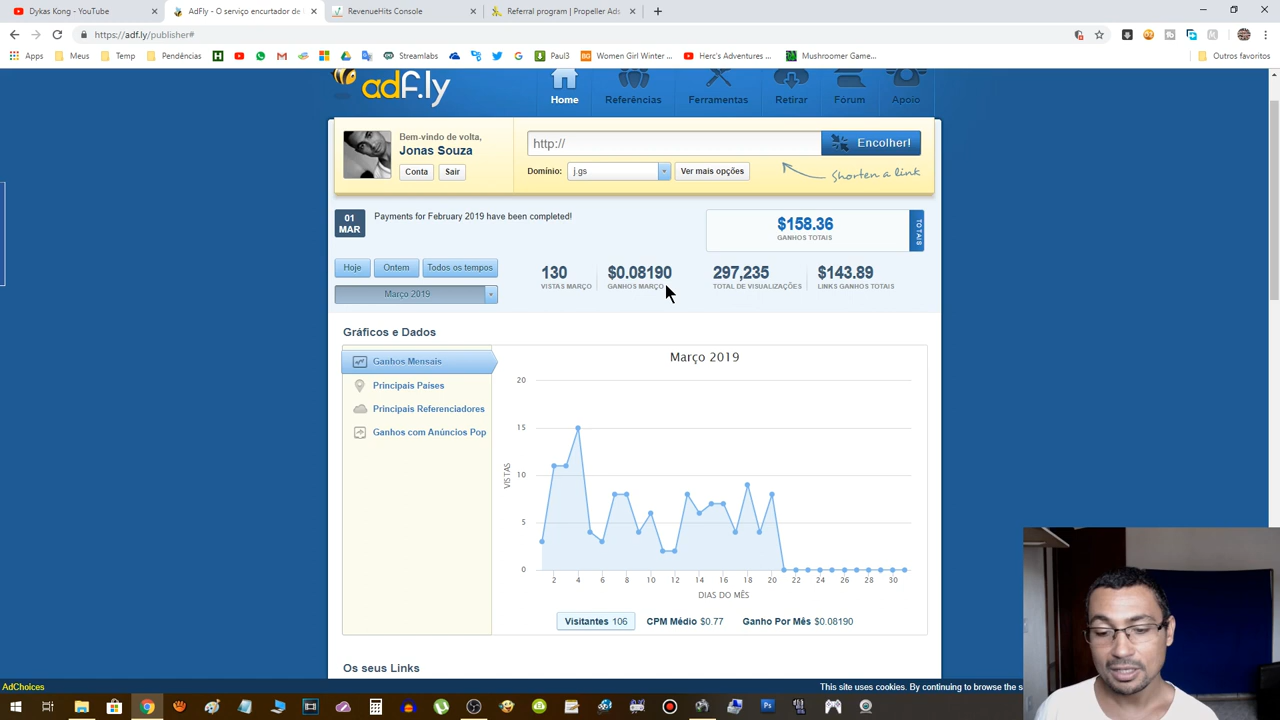 Dykas Kong - YouTube
AdFly - O serviço encurtador de
RevenueHits Console
Referral program | Propeller Ads
https://adf.ly/publisher#
Apps
Meus
Temp
Pendências
Streamlabs
Paul3
Women Girl Winter ...
Herc's Adventures ...
Mushroomer Game...
Outros favoritos
adf.ly
Home
Referências
Ferramentas
Retirar
Fórum
Apoio
Bem-vindo de volta,
Jonas Souza
Conta
Sair
http://
Encolher!
Domínio:
j.gs
Ver mais opções
Shorten a link
01
MAR
Payments for February 2019 have been completed!
$158.36
GANHOS TOTAIS
TOTAIS
Hoje
Ontem
Todos os tempos
Março 2019
130
VISTAS MARÇO
$0.08190
GANHOS MARÇO
297,235
TOTAL DE VISUALIZAÇÕES
$143.89
LINKS GANHOS TOTAIS
Gráficos e Dados
Ganhos Mensais
Principais Países
Principais Referenciadores
Ganhos com Anúncios Pop
Março 2019
20
15
10
5
0
VISTAS
2 4 6 8 10 12 14 16 18 20 22 24 26 28 30
DIAS DO MÊS
Visitantes 106
CPM Médio $0.77
Ganho Por Mês $0.08190
Os seus Links
AdChoices
This site uses cookies. By continuing to browse the s